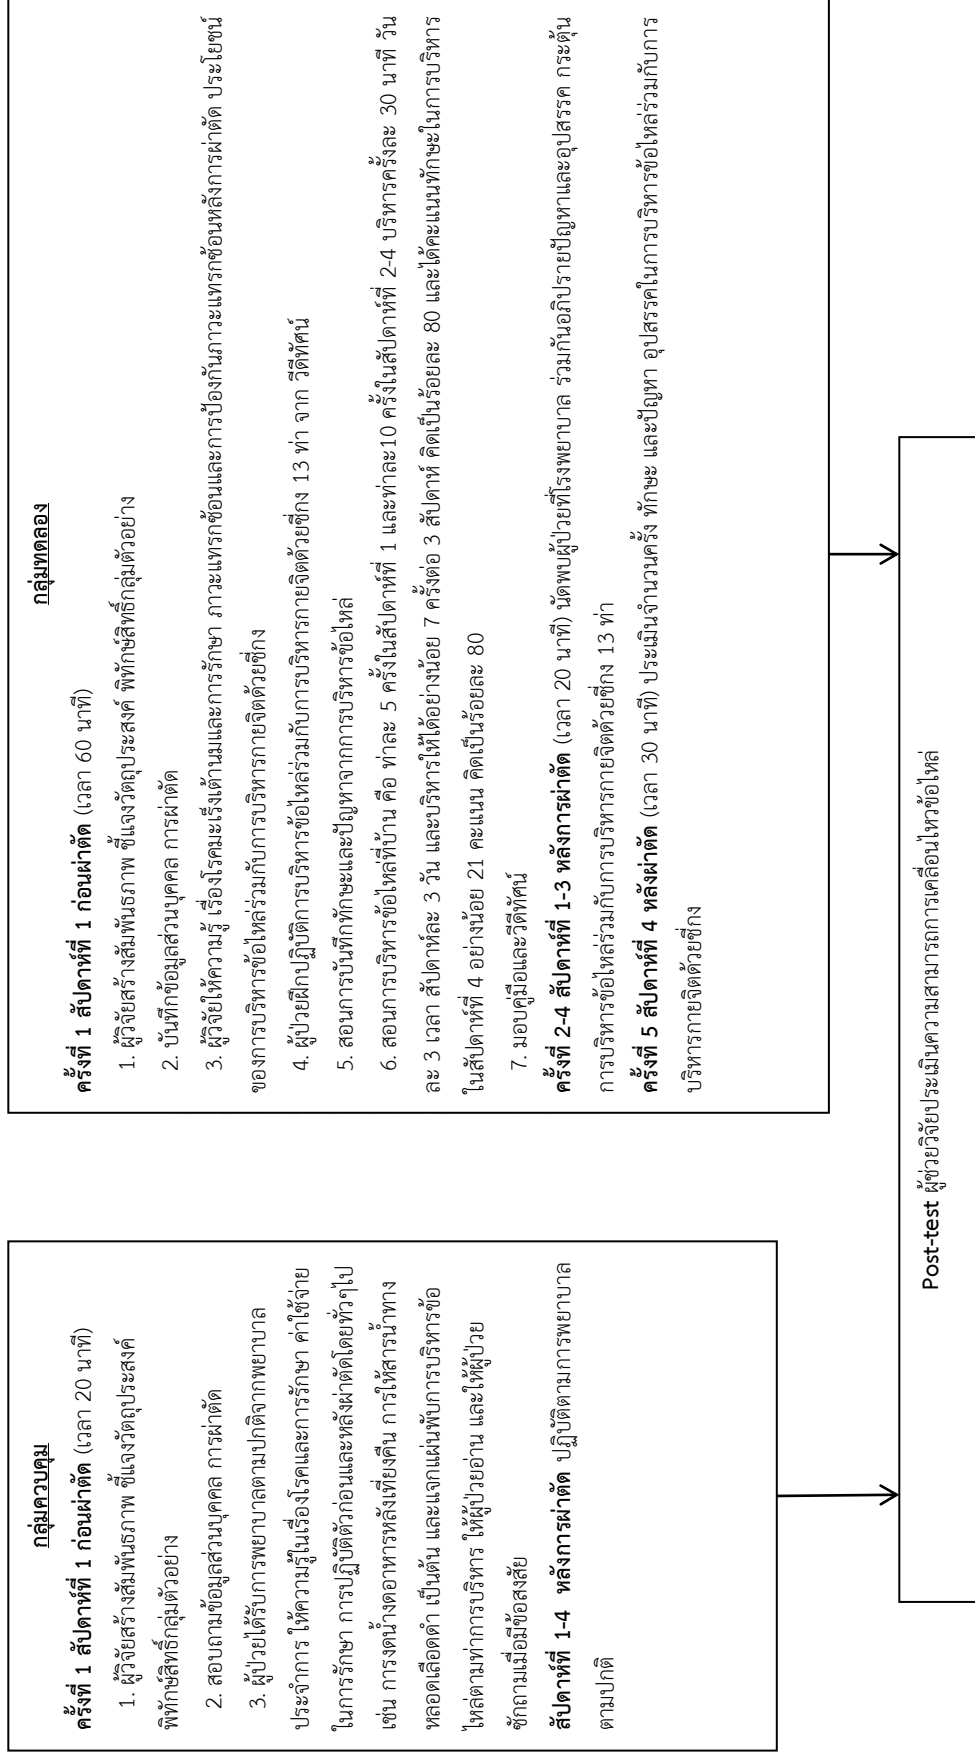 กลุ่มควบคุม
ครั้งที่ 1 สัปดาห์ที่ 1 ก่อนผ่าตัด (เวลา 20 นาที)
1. ผู้วิจัยสร้างสัมพันธภาพ ชี้แจงวัตถุประสงค์
พิทักษ์สิทธิ์กลุ่มตัวอย่าง
2. สอบถามข้อมูลส่วนบุคคล การผ่าตัด
3. ผู้ป่วยได้รับการพยาบาลตามปกติจากพยาบาล
ประจำการ ให้ความรู้ในเรื่องโรคและการรักษา ค่าใช้จ่าย
ในการรักษา การปฏิบัติตัวก่อนและหลังผ่าตัดโดยทั่วๆไป
เช่น การงดน้ำงดอาหารหลังเที่ยงคืน การให้สารน้ำทาง
หลอดเลือดดำ เป็นต้น และแจกแผ่นพับการบริหารข้อ
ไหล่ตามท่าการบริหาร ให้ผู้ป่วยอ่าน และให้ผู้ป่วย
ซักถามเมื่อมีข้อสงสัย
สัปดาห์ที่ 1-4 หลังการผ่าตัด ปฏิบัติตามการพยาบาล
ตามปกติ
กลุ่มทดลอง
ครั้งที่ 1 สัปดาห์ที่ 1 ก่อนผ่าตัด (เวลา 60 นาที)
1. ผู้วิจัยสร้างสัมพันธภาพ ชี้แจงวัตถุประสงค์ พิทักษ์สิทธิ์กลุ่มตัวอย่าง
2. บันทึกข้อมูลส่วนบุคคล การผ่าตัด
3. ผู้วิจัยให้ความรู้ เรื่องโรคมะเร็งเต้านมและการรักษา ภาวะแทรกซ้อนและการป้องกันภาวะแทรกซ้อนหลังการผ่าตัด ประโยชน์
ของการบริหารข้อไหล่ร่วมกับการบริหารกายจิตด้วยชี่กง
4. ผู้ป่วยฝึกปฏิบัติการบริหารข้อไหล่ร่วมกับการบริหารกายจิตด้วยชี่กง 13 ท่า จาก วีดีทัศน์
5. สอนการบันทึกทักษะและปัญหาจากการบริหารข้อไหล่
6. สอนการบริหารข้อไหล่ที่บ้าน คือ ท่าละ 5 ครั้งในสัปดาห์ที่ 1 และท่าละ10 ครั้งในสัปดาห์ที่ 2-4 บริหารครั้งละ 30 นาที วัน
ละ 3 เวลา สัปดาห์ละ 3 วัน และบริหารให้ได้อย่างน้อย 7 ครั้งต่อ 3 สัปดาห์ คิดเป็นร้อยละ 80 และได้คะแนนทักษะในการบริหาร
ในสัปดาห์ที่ 4 อย่างน้อย 21 คะแนน คิดเป็นร้อยละ 80
7. มอบคู่มือและวีดีทัศน์
ครั้งที่ 2-4 สัปดาห์ที่ 1-3 หลังการผ่าตัด (เวลา 20 นาที) นัดพบผู้ป่วยที่โรงพยาบาล ร่วมกันอภิปรายปัญหาและอุปสรรค กระตุ้น
การบริหารข้อไหล่ร่วมกับการบริหารกายจิตด้วยชี่กง 13 ท่า
ครั้งที่ 5 สัปดาห์ที่ 4 หลังผ่าตัด (เวลา 30 นาที) ประเมินจำนวนครั้ง ทักษะ และปัญหา อุปสรรคในการบริหารข้อไหล่ร่วมกับการ
บริหารกายจิตด้วยชี่กง
Post-test ผู้ช่วยวิจัยประเมินความสามารถการเคลื่อนไหวข้อไหล่